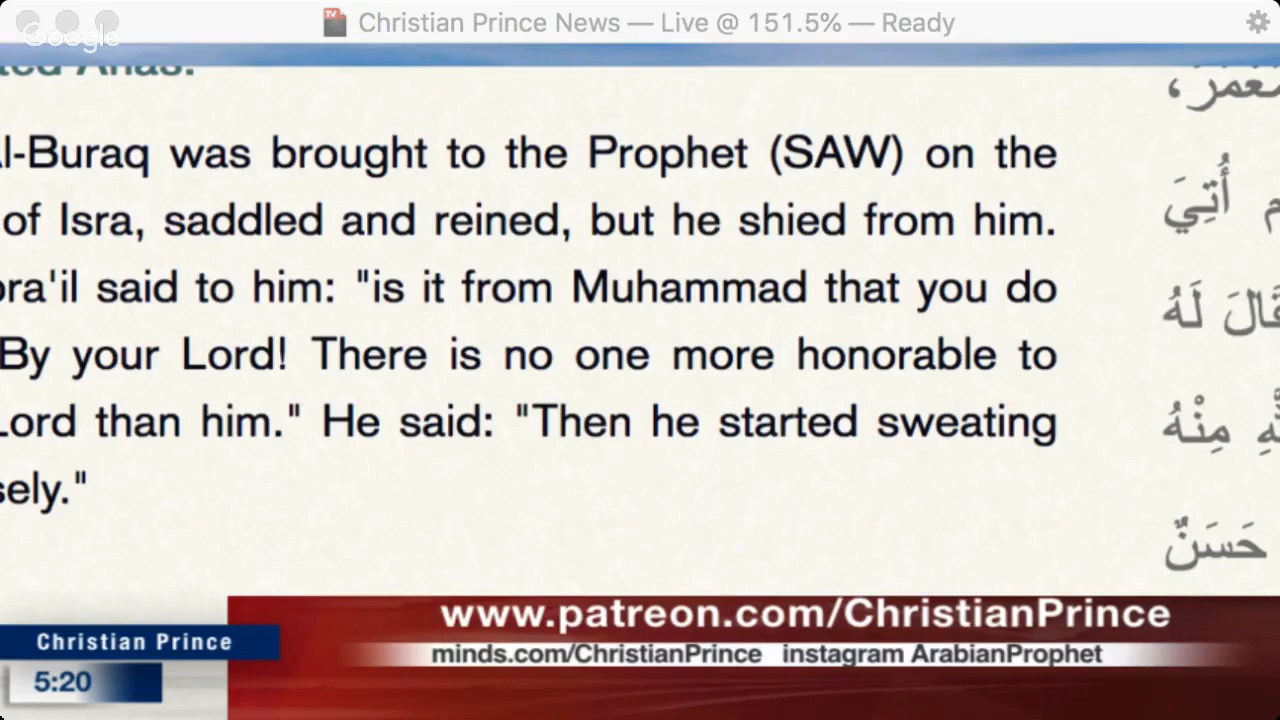 Google
Christian Prince News — Live @ 151.5% — Ready
Anas.
l-Buraq was brought to the Prophet (SAW) on the
of Isra, saddled and reined, but he shied from him.
ra'il said to him: "is it from Muhammad that you do
By your Lord! There is no one more honorable to
Lord than him." He said: "Then he started sweating
sely."
أُتِيَ
قَالَ لَهُ
مِنْهُ
حَسَنٌ
www.patreon.com/ChristianPrince
Christian Prince
minds.com/ChristianPrince instagram ArabianProphet
5:20